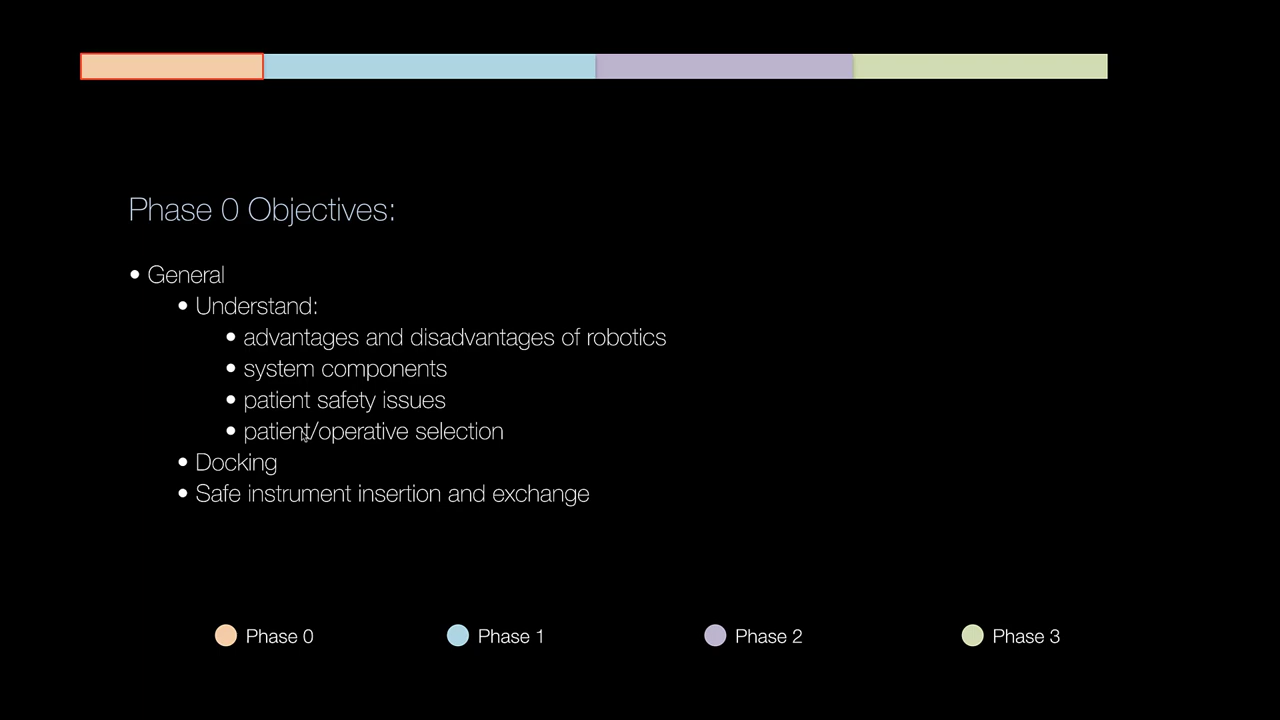 Phase 0 Objectives:
• General
• Understand:
• advantages and disadvantages of robotics
• system components
• patient safety issues
• patient/operative selection
• Docking
• Safe instrument insertion and exchange
Phase 0
Phase 1
Phase 2
Phase 3